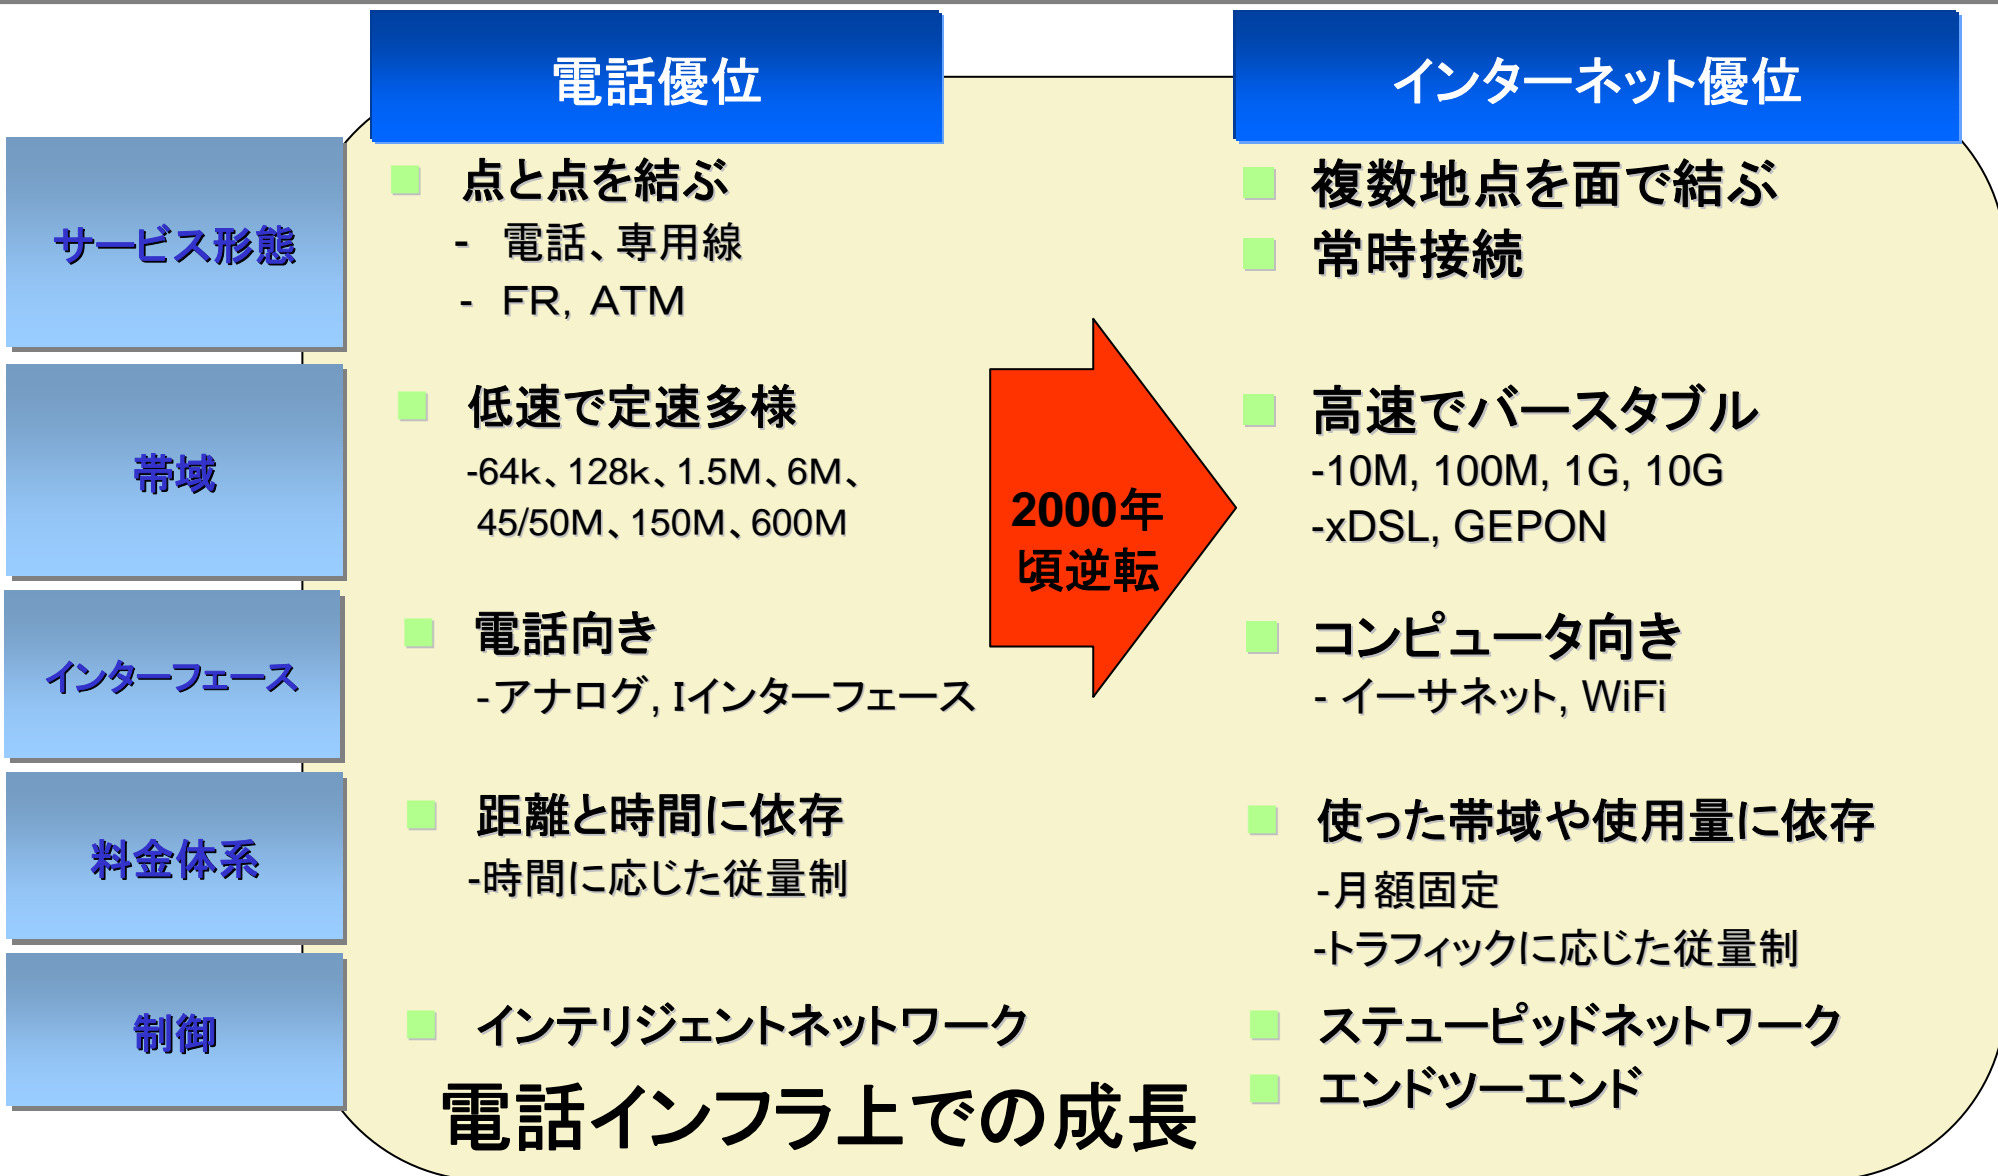 電話優位
インターネット優位
サービス形態
点と点を結ぶ
- 電話、専用線
- FR, ATM
複数地点を面で結ぶ
常時接続
帯域
低速で定速多様
-64k、128k、1.5M、6M、
45/50M、150M、600M
2000年
頃逆転
高速でバースタブル
-10M, 100M, 1G, 10G
-xDSL, GEPON
インターフェース
電話向き
-アナログ, Iインターフェース
コンピュータ向き
- イーサネット, WiFi
料金体系
距離と時間に依存
-時間に応じた従量制
使った帯域や使用量に依存
-月額固定
-トラフィックに応じた従量制
制御
インテリジェントネットワーク
ステューピッドネットワーク
エンドツーエンド
電話インフラ上での成長